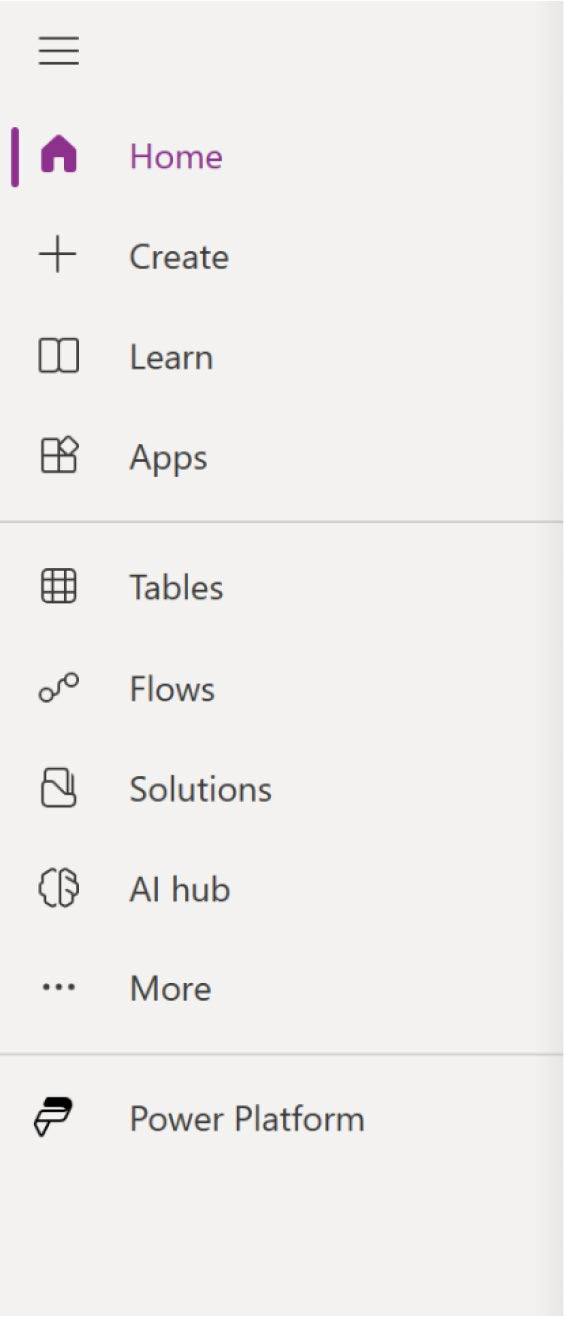 Home
Create
Learn
Apps
Tables
Flows
Solutions
AI hub
More
Power Platform